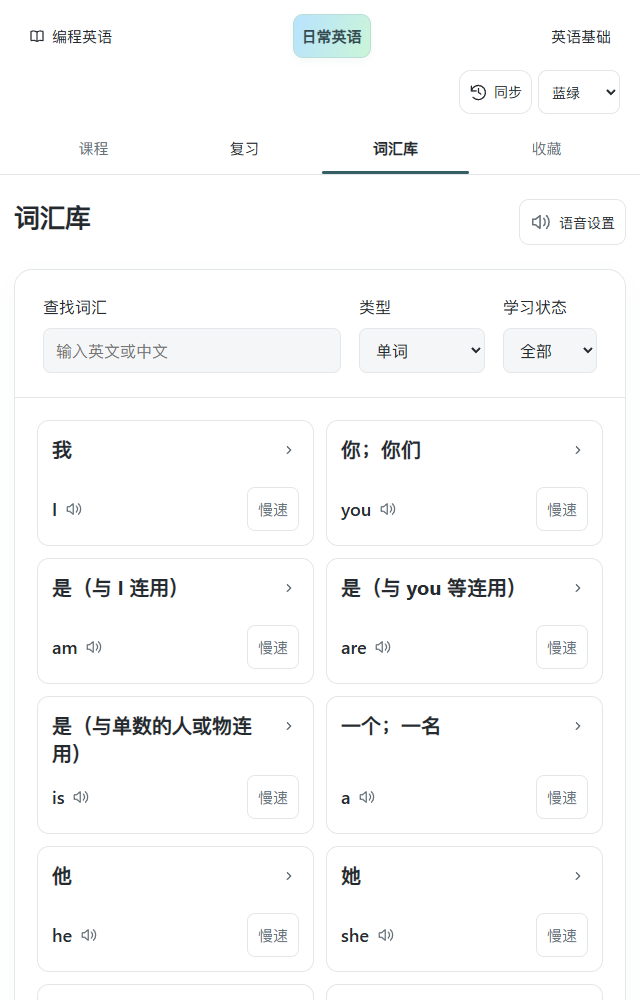 编程英语
日常英语
英语基础
同步
蓝绿
课程
复习
词汇库
收藏
词汇库
语音设置
查找词汇
类型
学习状态
输入英文或中文
单词
全部
我
I
慢速
你；你们
you
慢速
是（与 I 连用）
am
慢速
是（与 you 等连用）
are
慢速
是（与单数的人或物连
用）
is
慢速
一个；一名
a
慢速
他
he
慢速
她
she
慢速